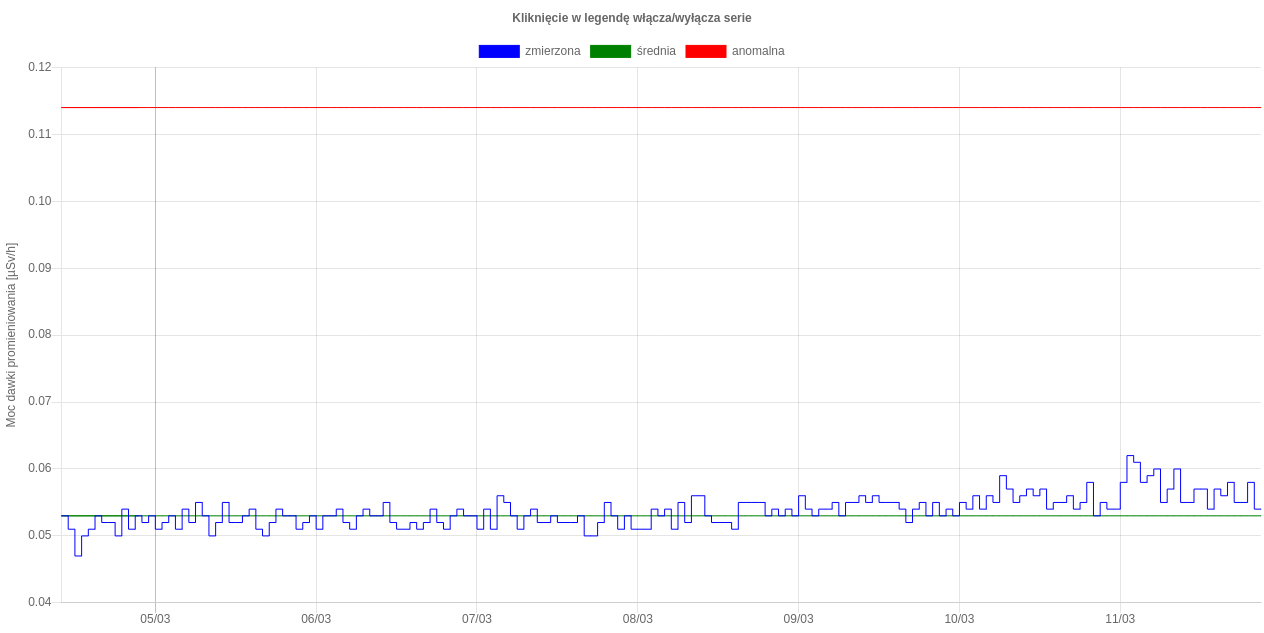 Kliknięcie w legendę włącza/wyłącza serie
zmierzona średnia anomalna
0.12
0.11
0.10
0.09
0.08
0.07
0.06
0.05
0.04
Moc dawki promieniowania [µSv/h]
05/03 06/03 07/03 08/03 09/03 10/03 11/03